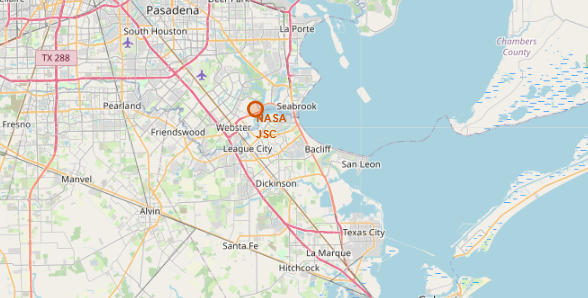 Pasadena
South Houston
La Porte
TX 288
Chambers
County
Pearland
Seabrook
NASA
JSC
Fresno
Friendswood
Webster
League City
Bacliff
San Leon
Manvel
Dickinson
Alvin
Texas City
Santa Fe
La Marque
Hitchcock